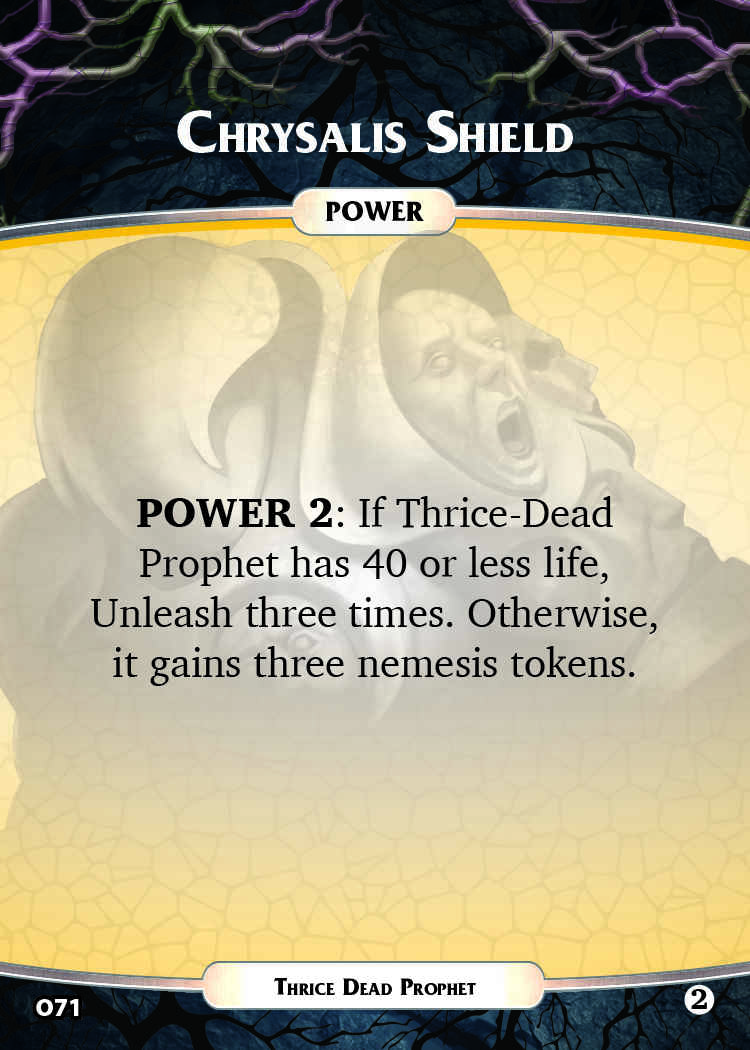 Chrysalis Shield
POWER
POWER 2: If Thrice-Dead
Prophet has 40 or less life,
Unleash three times. Otherwise,
it gains three nemesis tokens.
Thrice Dead Prophet
071
2